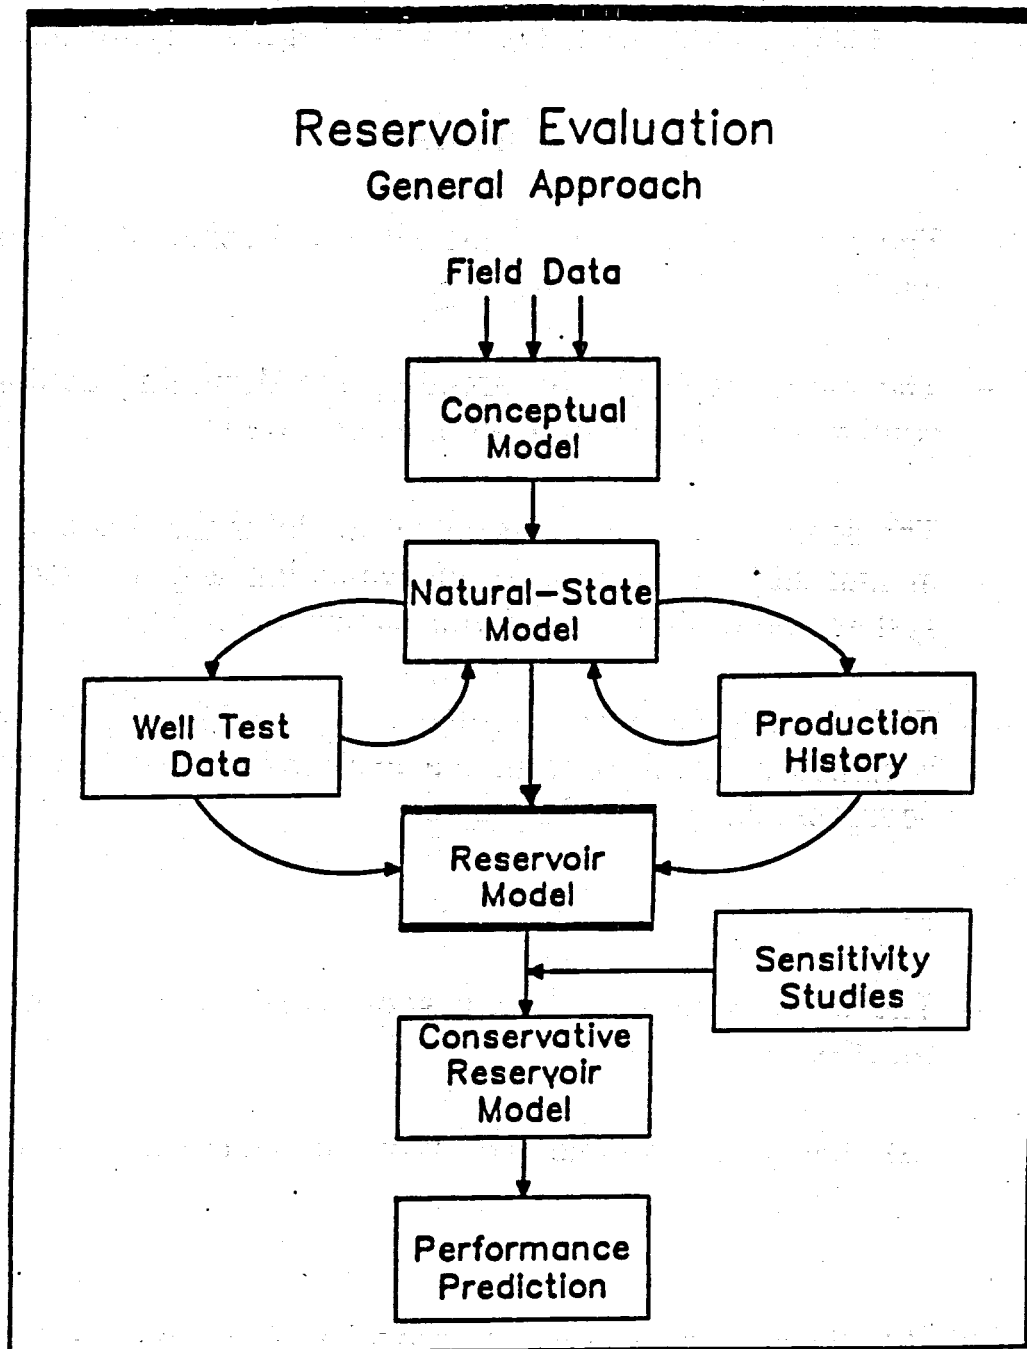 Reservoir Evaluation
General Approach
Field Data
Conceptual
Model
Natural-State
Model
Well Test
Data
Production
History
Reservoir
Model
Sensitivity
Studies
Conservative
Reservoir
Model
Performance
Prediction